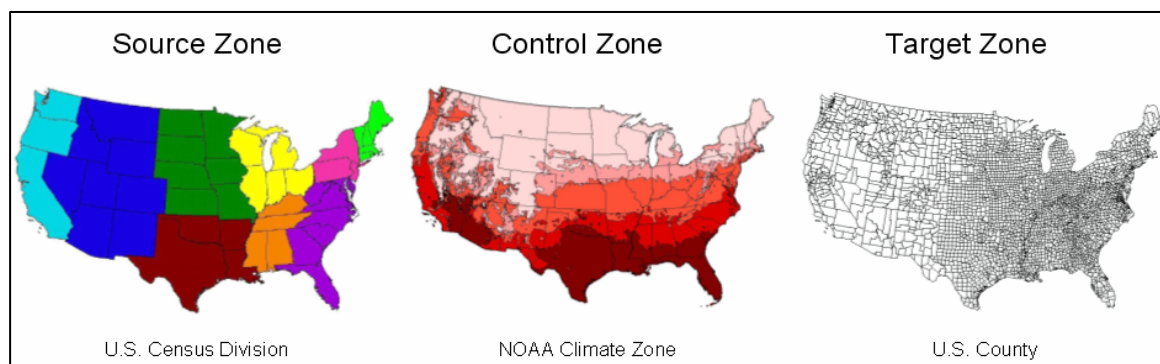 Source Zone
Control Zone
Target Zone
U.S. Census Division
NOAA Climate Zone
U.S. County